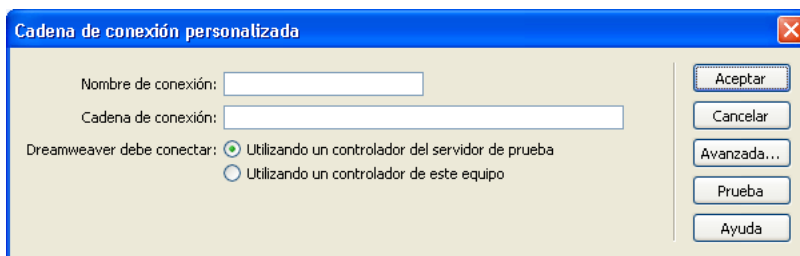 Cadena de conexión personalizada
Nombre de conexión:
Cadena de conexión:
Dreamweaver debe conectar: Utilizando un controlador del servidor de prueba
Utilizando un controlador de este equipo
Aceptar
Cancelar
Avanzada...
Prueba
Ayuda